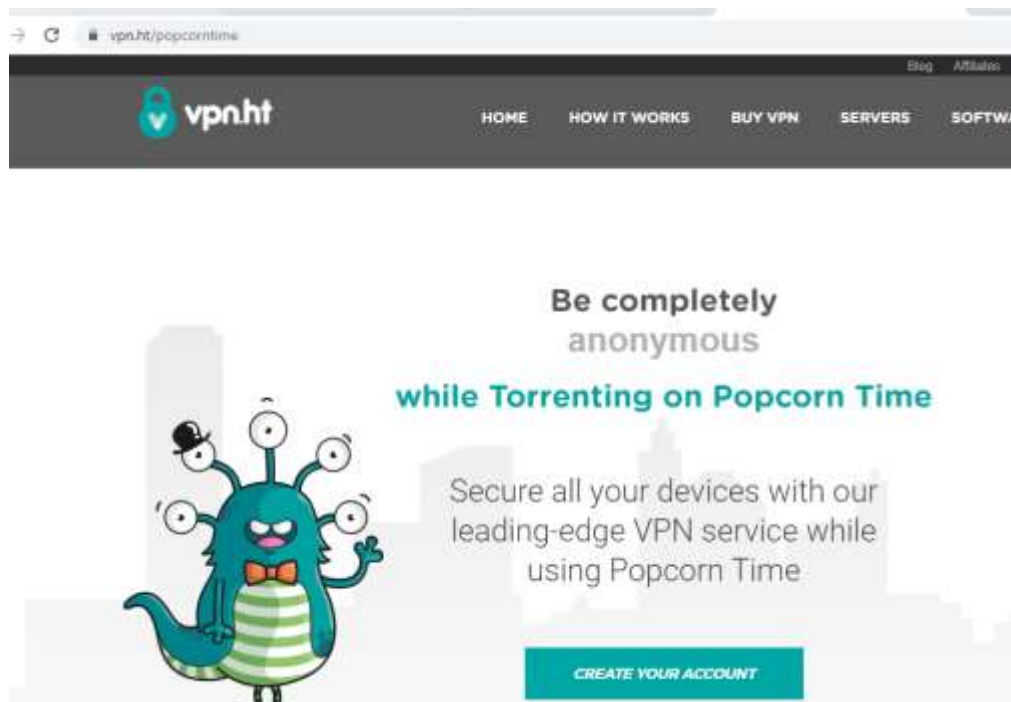 vpn.ht/popcorntime
Blog Affiliates
vpn.ht
HOME HOW IT WORKS BUY VPN SERVERS SOFTWA
Be completely
anonymous
while Torrenting on Popcorn Time
Secure all your devices with our
leading-edge VPN service while
using Popcorn Time
CREATE YOUR ACCOUNT